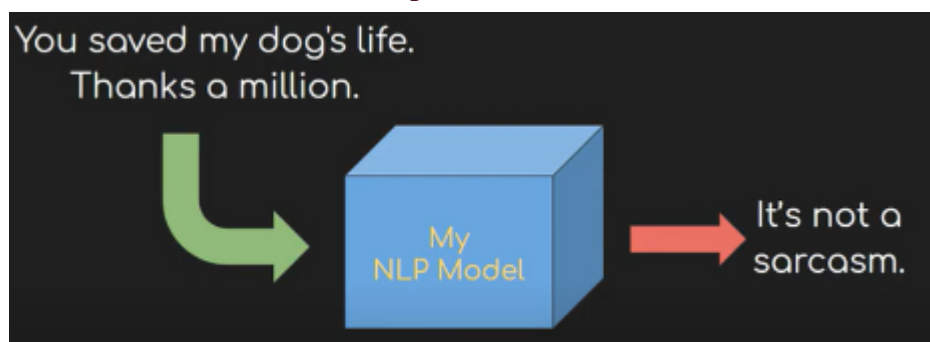 You saved my dog's life.
Thanks a million.
My
NLP Model
It's not a
sarcasm.